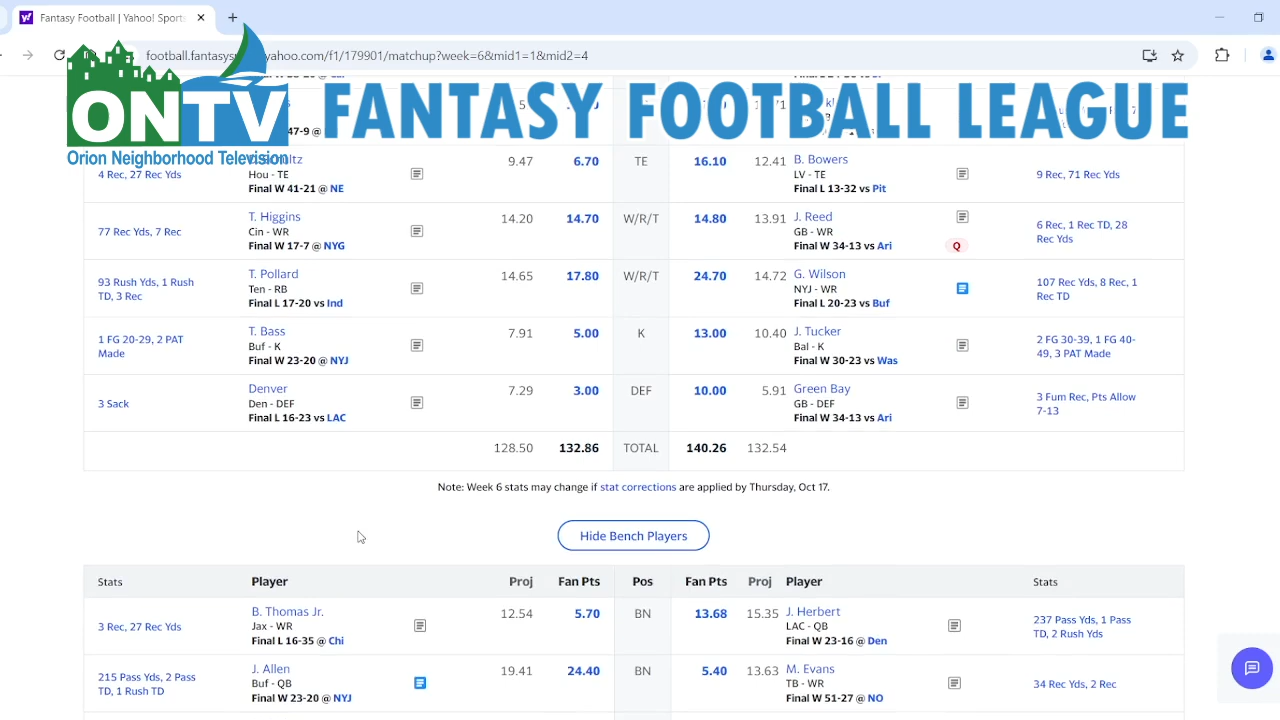 Fantasy Football | Yahoo! Sports
football.fantasysp yahoo.com/f1/179901/matchup?week=6&mid1=1&mid2=4
ONTV FANTASY FOOTBALL LEAGUE
Orion Neighborhood Television
47-9 @
4 Rec, 27 Rec Yds
Hou - TE
Final W 41-21 @ NE
9.47 6.70 TE 16.10 12.41
B. Bowers
LV - TE
Final L 13-32 vs Pit
9 Rec, 71 Rec Yds
77 Rec Yds, 7 Rec
T. Higgins
Cin - WR
Final W 17-7 @ NYG
14.20 14.70 W/R/T 14.80 13.91
J. Reed
GB - WR
Final W 34-13 vs Ari
Q
6 Rec, 1 Rec TD, 28
Rec Yds
93 Rush Yds, 1 Rush
TD, 3 Rec
T. Pollard
Ten - RB
Final L 17-20 vs Ind
14.65 17.80 W/R/T 24.70 14.72
G. Wilson
NYJ - WR
Final L 20-23 vs Buf
107 Rec Yds, 8 Rec, 1
Rec TD
1 FG 20-29, 2 PAT
Made
T. Bass
Buf - K
Final W 23-20 @ NYJ
7.91 5.00 K 13.00 10.40
J. Tucker
Bal - K
Final W 30-23 vs Was
2 FG 30-39, 1 FG 40-
49, 3 PAT Made
3 Sack
Denver
Den - DEF
Final L 16-23 vs LAC
7.29 3.00 DEF 10.00 5.91
Green Bay
GB - DEF
Final W 34-13 vs Ari
3 Fum Rec, Pts Allow
7-13
128.50 132.86 TOTAL 140.26 132.54
Note: Week 6 stats may change if stat corrections are applied by Thursday, Oct 17.
Hide Bench Players
Stats Player Proj Fan Pts Pos Fan Pts Proj Player Stats
3 Rec, 27 Rec Yds
B. Thomas Jr.
Jax - WR
Final L 16-35 @ Chi
12.54 5.70 BN 13.68 15.35
J. Herbert
LAC - QB
Final W 23-16 @ Den
237 Pass Yds, 1 Pass
TD, 2 Rush Yds
215 Pass Yds, 2 Pass
TD, 1 Rush TD
J. Allen
Buf - QB
Final W 23-20 @ NYJ
19.41 24.40 BN 5.40 13.63
M. Evans
TB - WR
Final W 51-27 @ NO
34 Rec Yds, 2 Rec